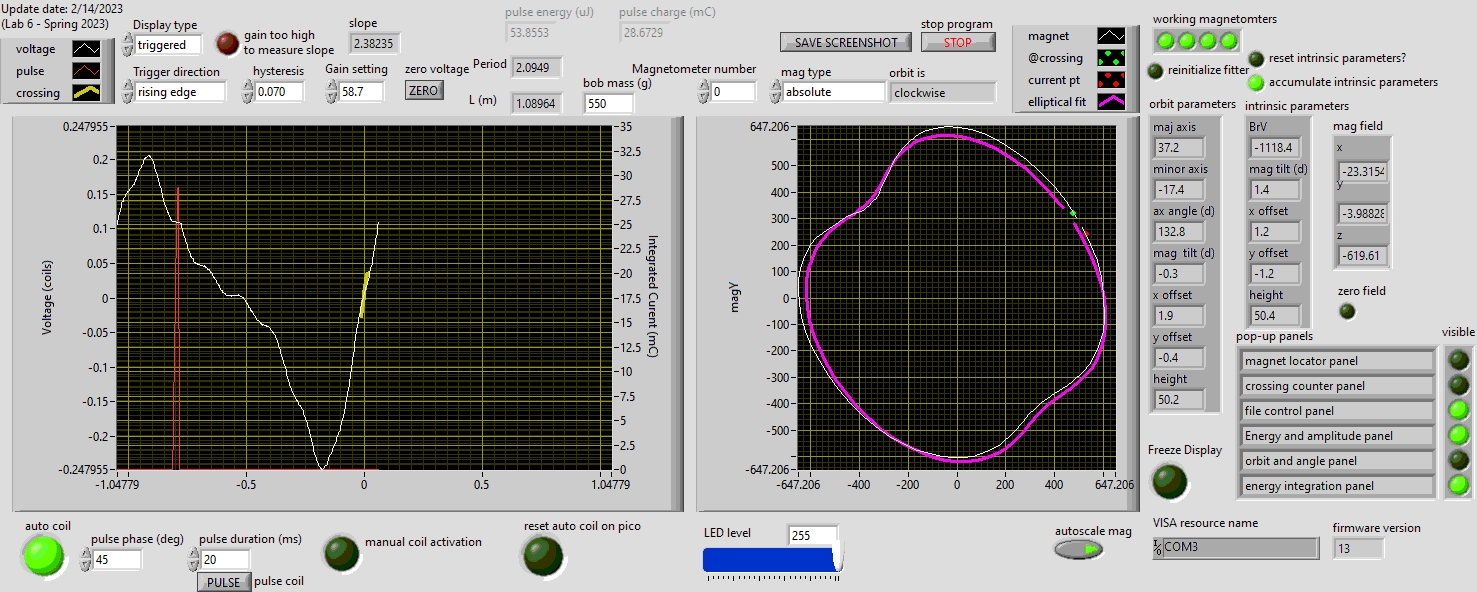 Update date: 2/14/2023
(Lab 6 - Spring 2023)
voltage
pulse
crossing
Display type
triggered
gain too high
to measure slope
slope
2.38235
Trigger direction
rising edge
hysteresis
0.070
Gain setting
58.7
zero voltage
ZERO
pulse energy (uJ)
53.8553
pulse charge (mC)
28.6729
Period
2.0949
L (m)
1.08964
bob mass (g)
550
SAVE SCREENSHOT
stop program
STOP
Magnetometer number
0
mag type
absolute
orbit is
clockwise
magnet
@crossing
current pt
elliptical fit
working magnetomters
reinitialize fitter
reset intrinsic parameters?
accumulate intrinsic parameters
orbit parameters
maj axis
37.2
minor axis
-17.4
ax angle (d)
132.8
mag tilt (d)
-0.3
x offset
1.9
y offset
-0.4
height
50.2
intrinsic parameters
BrV
-1118.4
mag tilt (d)
1.4
x offset
1.2
y offset
-1.2
height
50.4
mag field
x
-23.3154
y
-3.98828
z
-619.61
zero field
pop-up panels
visible
magnet locator panel
crossing counter panel
file control panel
Energy and amplitude panel
orbit and angle panel
energy integration panel
Freeze Display
Voltage (coils)
0.247955
0.2
0.15
0.1
0.05
0
-0.05
-0.1
-0.15
-0.2
-0.247955
-1.04779
-0.5
0
0.5
1.04779
35
32.5
30
27.5
25
22.5
20
17.5
15
12.5
10
7.5
5
2.5
0
Integrated Current (mC)
magY
647.206
500
400
300
200
100
0
-100
-200
-300
-400
-500
-647.206
-647.206
-400
-200
0
200
400
647.206
auto coil
pulse phase (deg)
45
pulse duration (ms)
20
PULSE
pulse coil
manual coil activation
reset auto coil on pico
LED level
255
autoscale mag
VISA resource name
COM3
firmware version
13